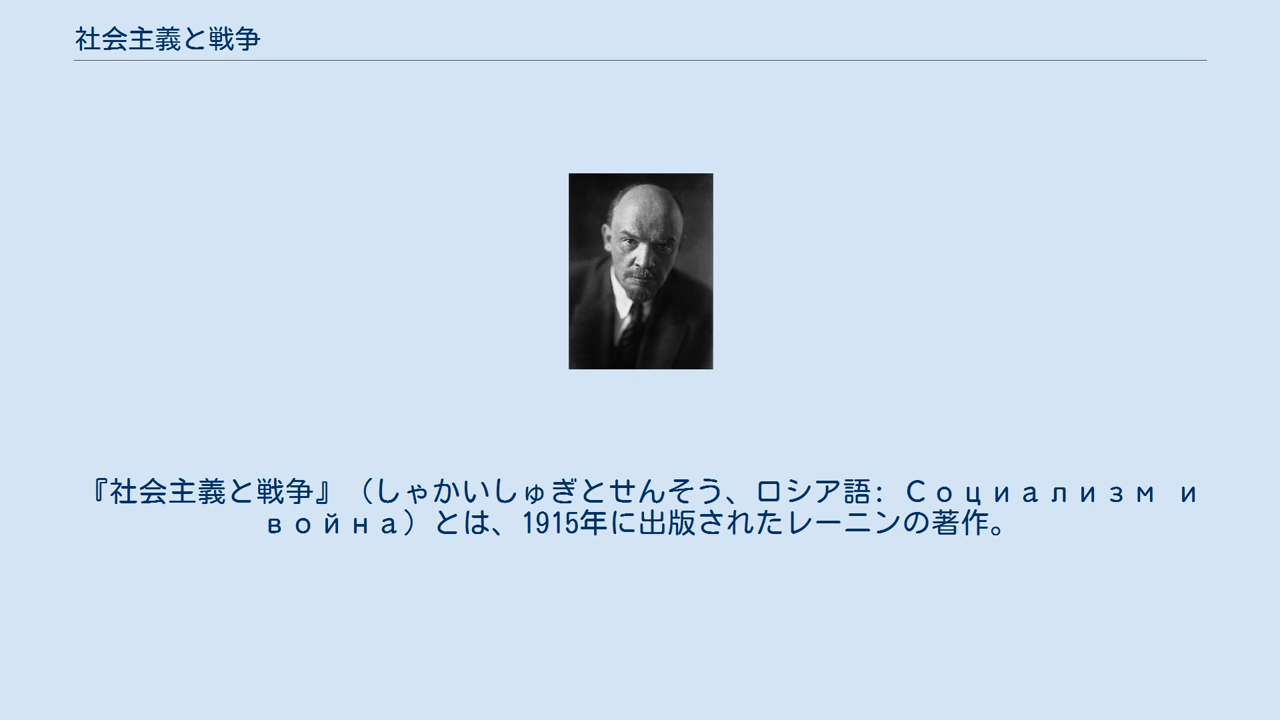 社会主義と戦争
『社会主義と戦争』（しゃかいしゅぎとせんそう、ロシア語: Социализм и
война）とは、1915年に出版されたレーニンの著作。